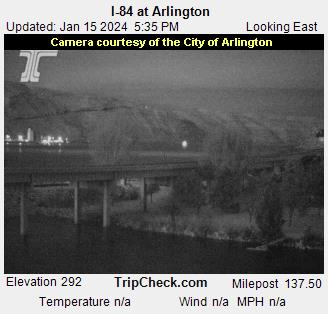 I-84 at Arlington
Updated: Jan 15 2024 5:35 PM Looking East
Camera courtesy of the City of Arlington
Elevation 292 TripCheck.com Milepost 137.50
Temperature n/a Wind n/a MPH n/a